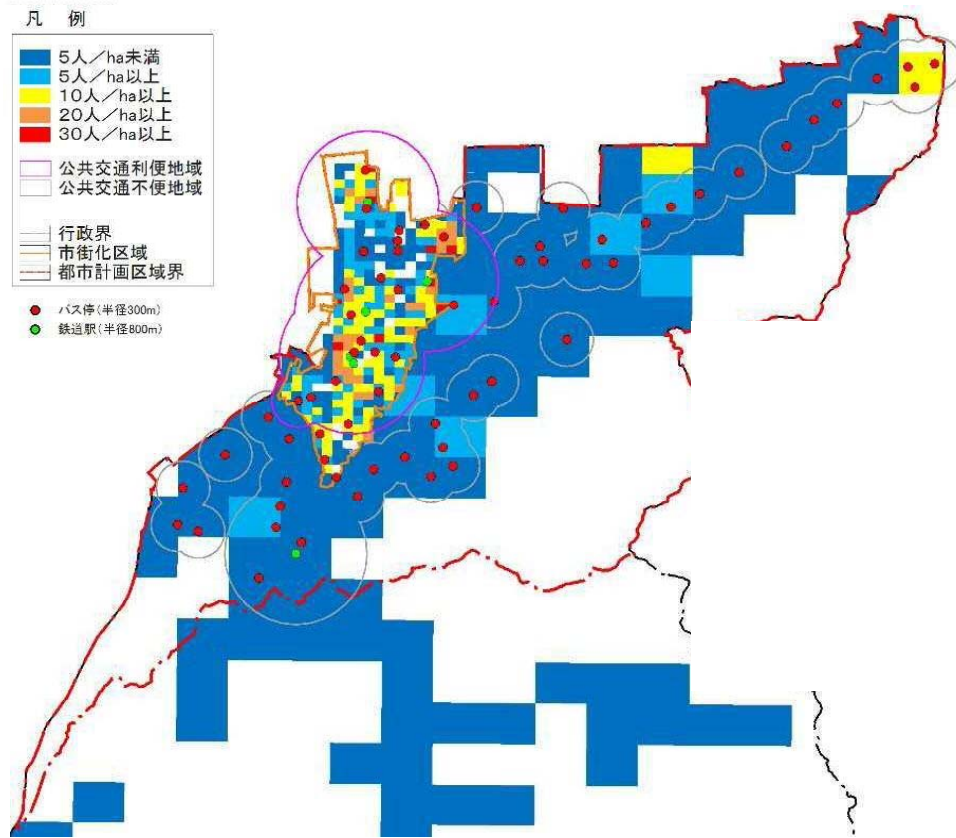 凡 例
5人/ha未満
5人/ha以上
10人/ha以上
20人/ha以上
30人/ha以上
公共交通利便地域
公共交通不便地域
行政界
市街化区域
都市計画区域界
バス停(半径300m)
鉄道駅(半径800m)